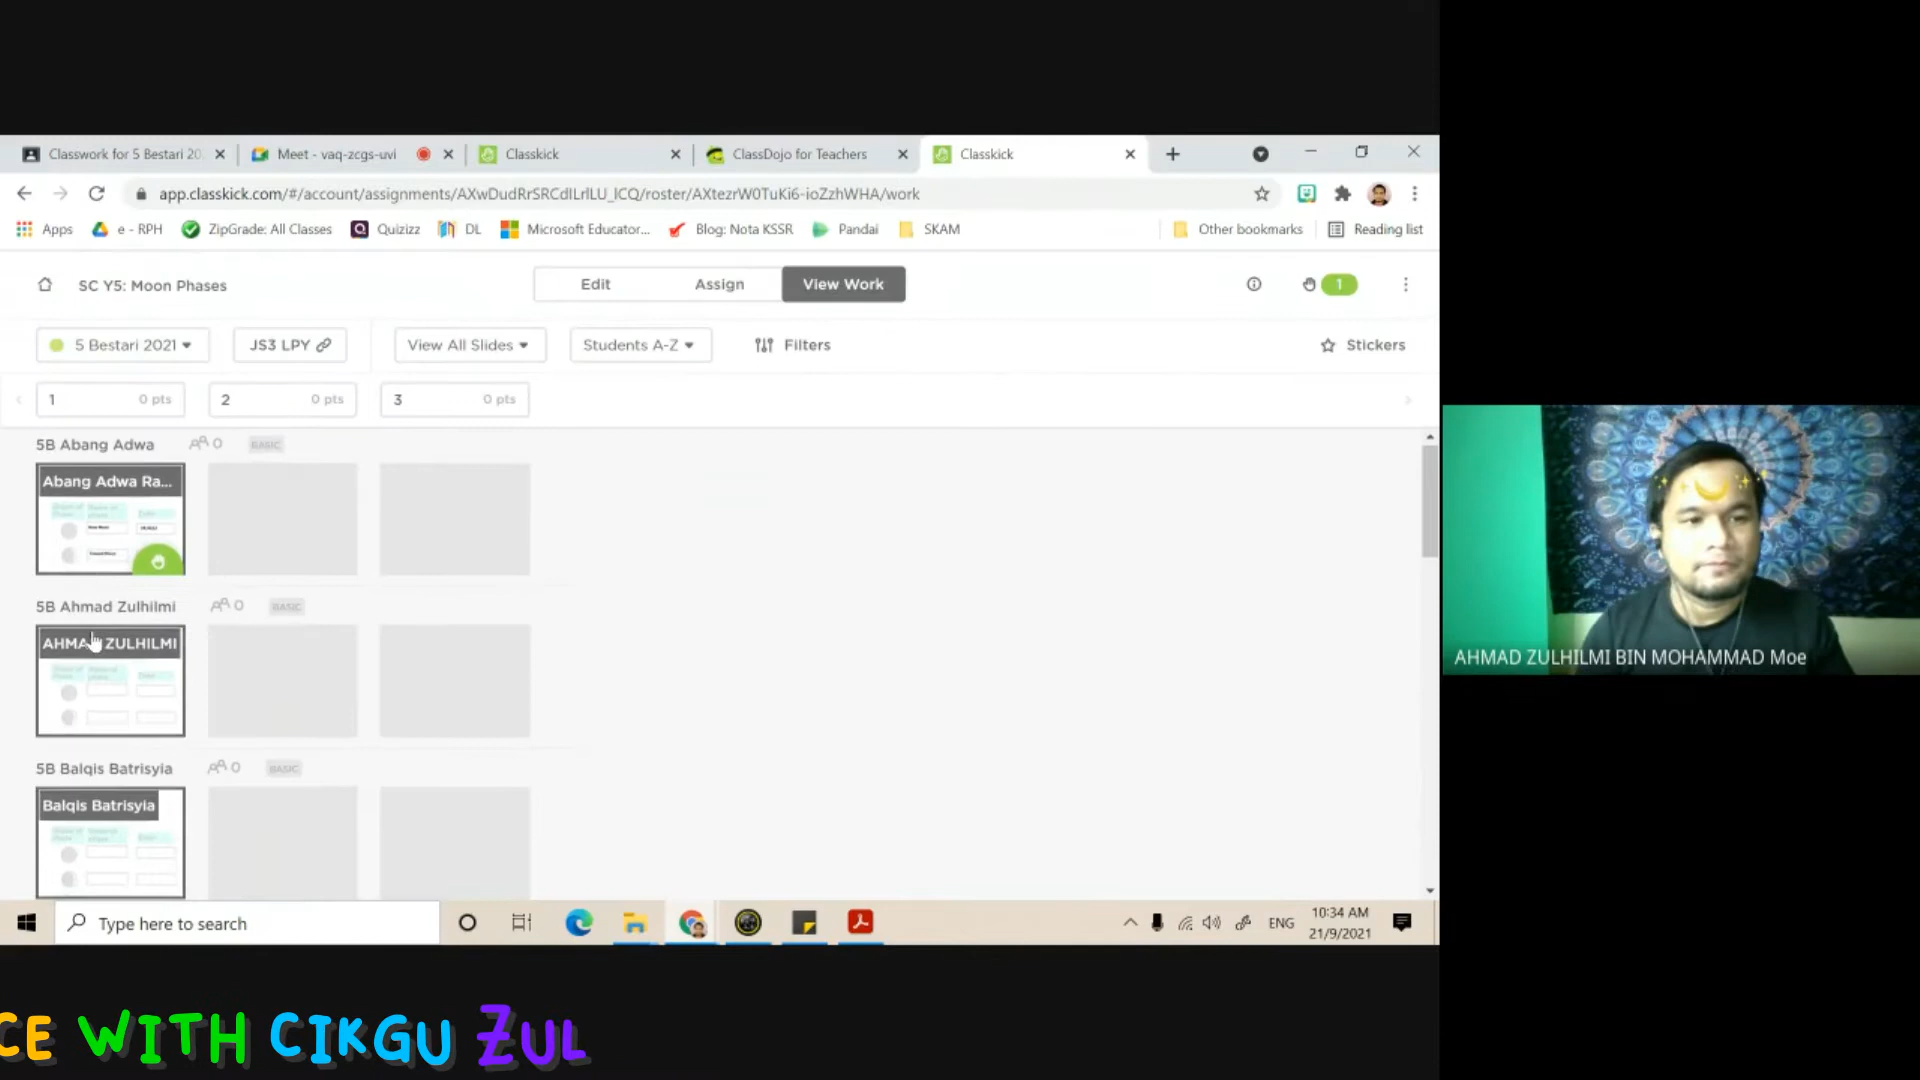 Classwork for 5 Bestari 20
Meet - vaq-zcgs-uvi
Classkick
ClassDojo for Teachers
Classkick
app.classkick.com/#/account/assignments/AXwDudRrSRCdILrlLU_lCQ/roster/AXtezrW0TuKi6-ioZzhWHA/work
Apps
e - RPH
ZipGrade: All Classes
Quizizz
DL
Microsoft Educator...
Blog: Nota KSSR
Pandai
SKAM
Other bookmarks
Reading list
SC Y5: Moon Phases
Edit
Assign
View Work
1
5 Bestari 2021
JS3 LPY
View All Slides
Students A-Z
Filters
Stickers
1 0 pts
2 0 pts
3 0 pts
5B Abang Adwa 0 BASIC
Abang Adwa Ra...
5B Ahmad Zulhilmi 0 BASIC
AHMA ZULHILMI
5B Balqis Batrisyia 0 BASIC
Balqis Batrisyia
AHMAD ZULHILMI BIN MOHAMMAD Moe
Type here to search
ENG
10:34 AM
21/9/2021
CE WITH CIKGU ZUL